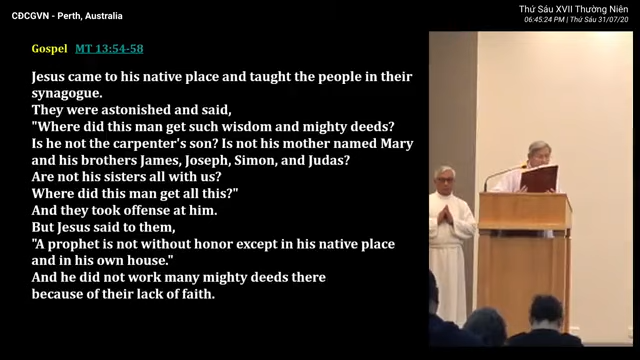 CĐCGVN - Perth, Australia
Thứ Sáu XVII Thường Niên
06:45:24 PM | Thứ Sáu 31/07/20
Gospel MT 13:54-58
Jesus came to his native place and taught the people in their
synagogue.
They were astonished and said,
"Where did this man get such wisdom and mighty deeds?
Is he not the carpenter's son? Is not his mother named Mary
and his brothers James, Joseph, Simon, and Judas?
Are not his sisters all with us?
Where did this man get all this?"
And they took offense at him.
But Jesus said to them,
"A prophet is not without honor except in his native place
and in his own house."
And he did not work many mighty deeds there
because of their lack of faith.